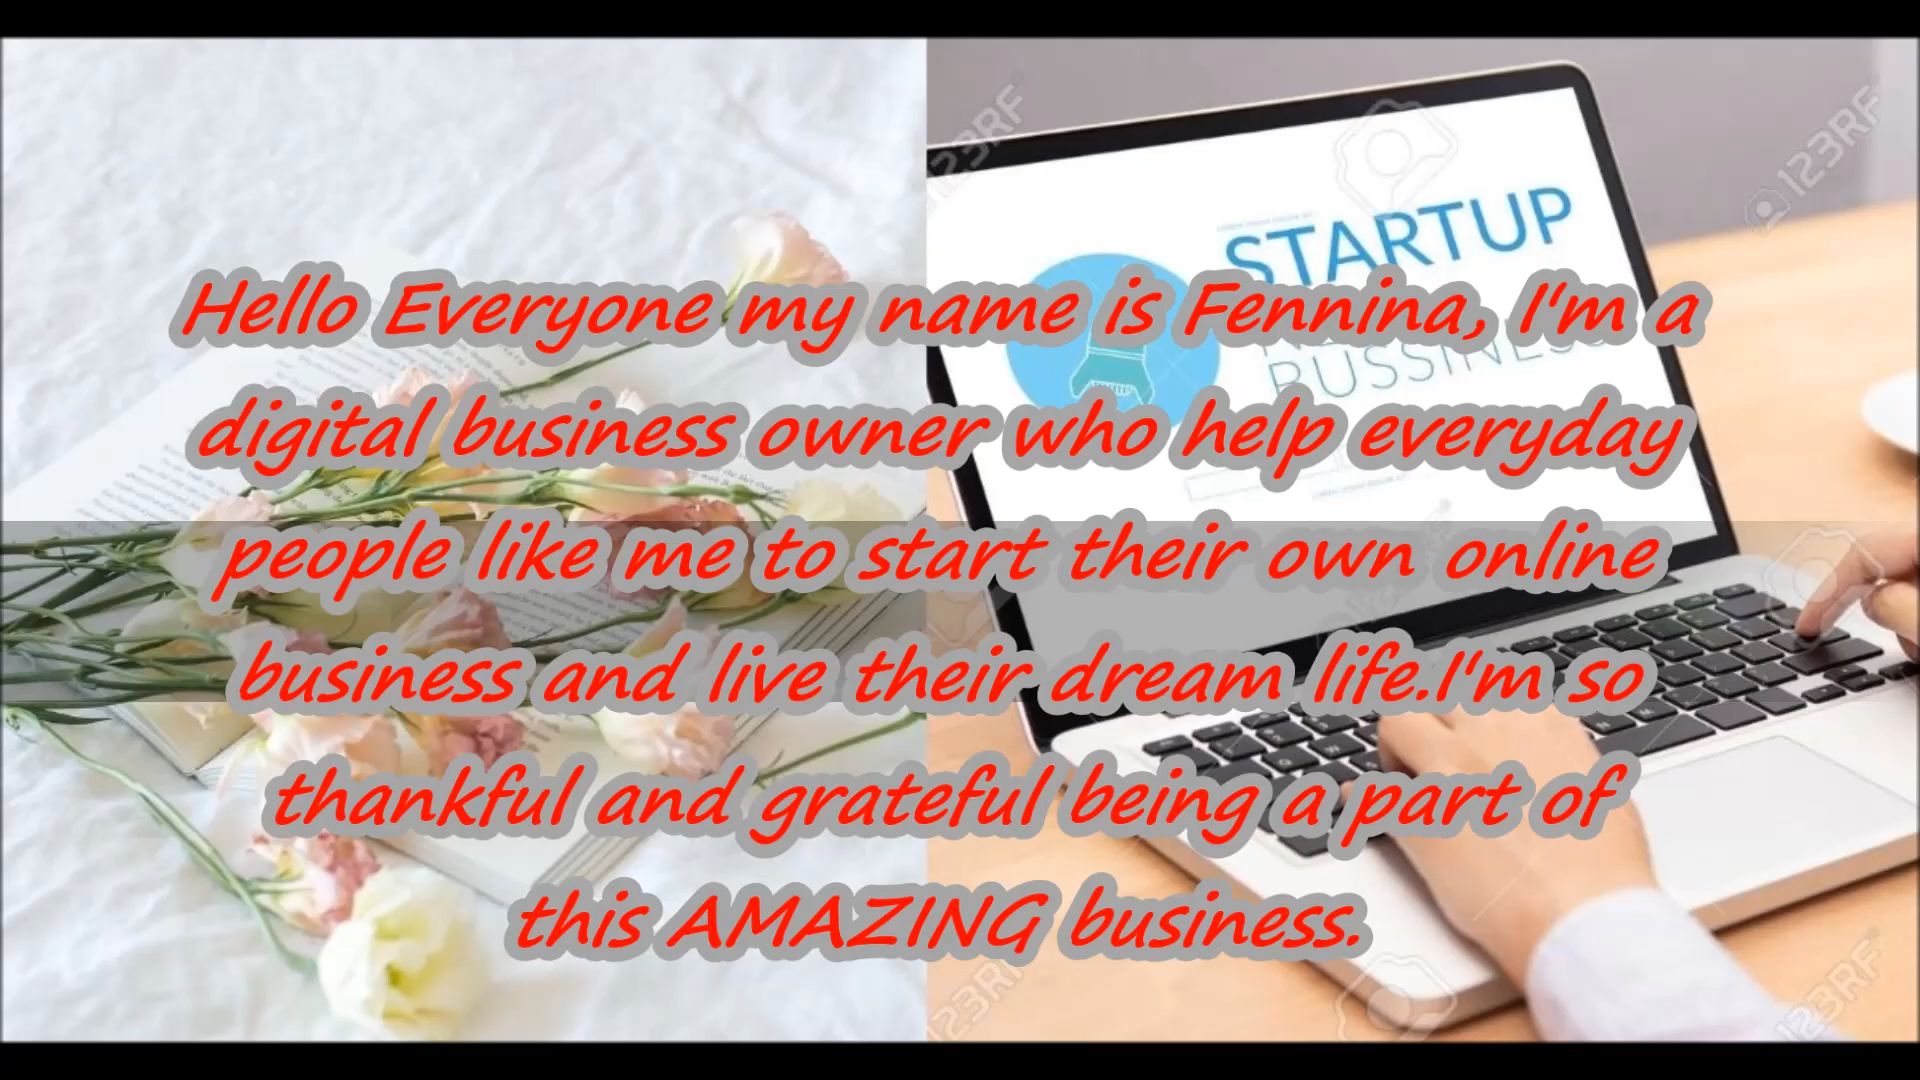 Hello Everyone my name is Fennina, I'm a
digital business owner who help everyday
people like me to start their own online
business and live their dream life.I'm so
thankful and grateful being a part of
this AMAZING business.
STARTUP
BUSSINESS
123RF
123RF
123RF
123RF